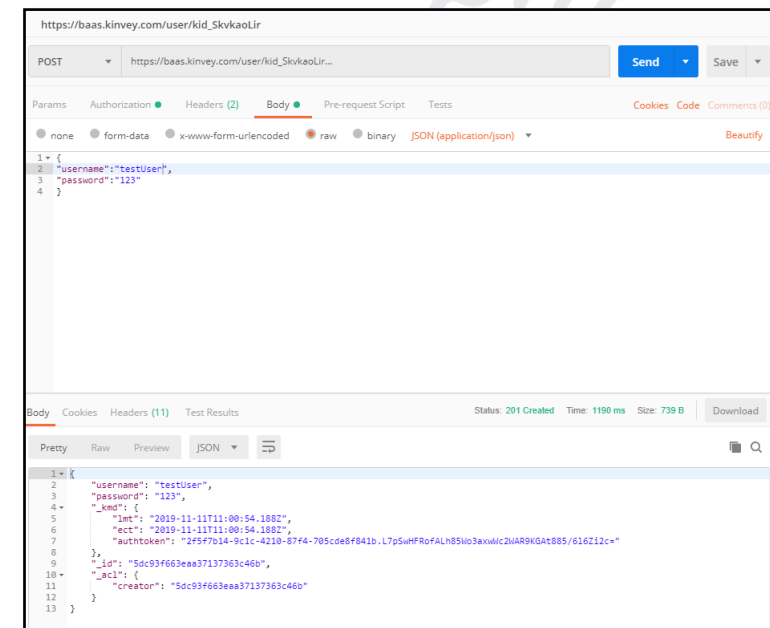 https://baas.kinvey.com/user/kid_SkvkaoLir
POST https://baas.kinvey.com/user/kid_SkvkaoLir... Send Save
Params Authorization Headers (2) Body Pre-request Script Tests Cookies Code Comments (0)
none form-data x-www-form-urlencoded raw binary JSON (application/json) Beautify
1 {
2 "username":"testUser",
3 "password":"123"
4 }
Body Cookies Headers (11) Test Results Status: 201 Created Time: 1190 ms Size: 739 B Download
Pretty Raw Preview JSON
1 {
2 "username": "testUser",
3 "password": "123",
4 "_kmd": {
5 "lmt": "2019-11-11T11:00:54.188Z",
6 "ect": "2019-11-11T11:00:54.188Z",
7 "authtoken": "2f5f7b14-9c1c-4210-87f4-705cde8f841b.L7pSwHFRofALh85Wo3axwWc2WAR9KGAt885/616Zi2c="
8 },
9 "_id": "5dc93f663eaa37137363c46b",
10 "_acl": {
11 "creator": "5dc93f663eaa37137363c46b"
12 }
13 }